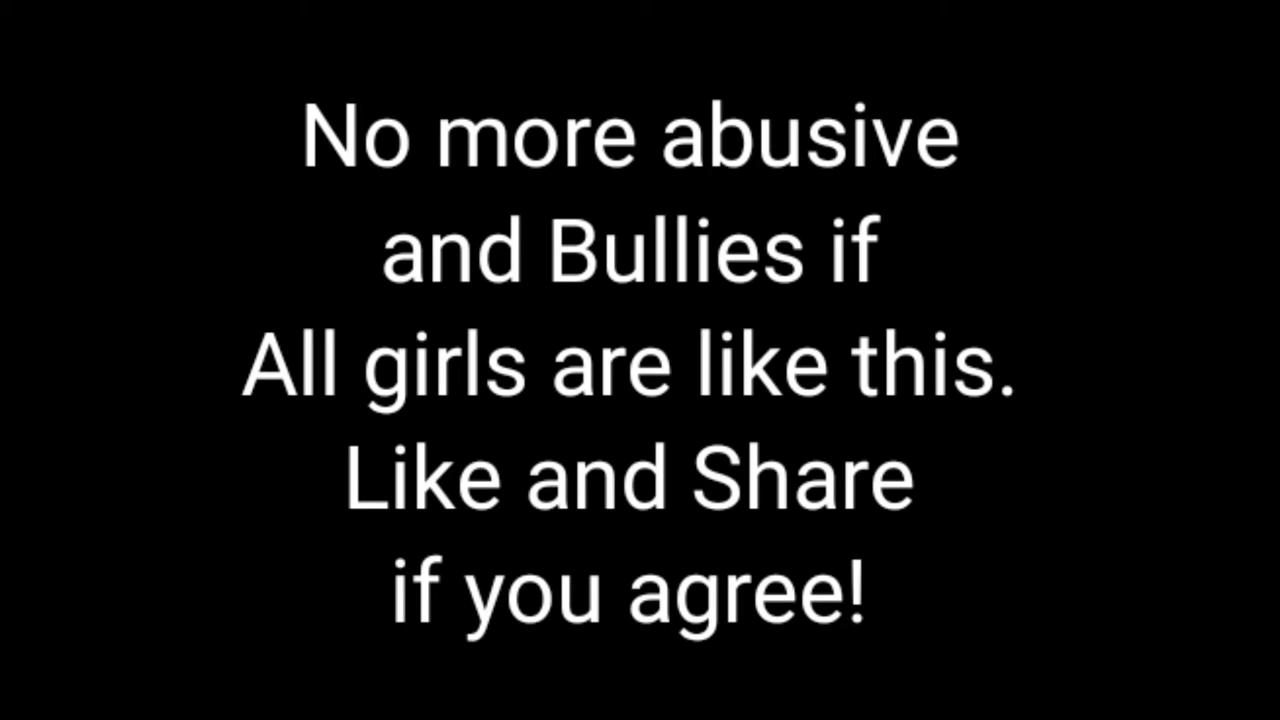 No more abusive
and Bullies if
All girls are like this.
Like and Share
if you agree!